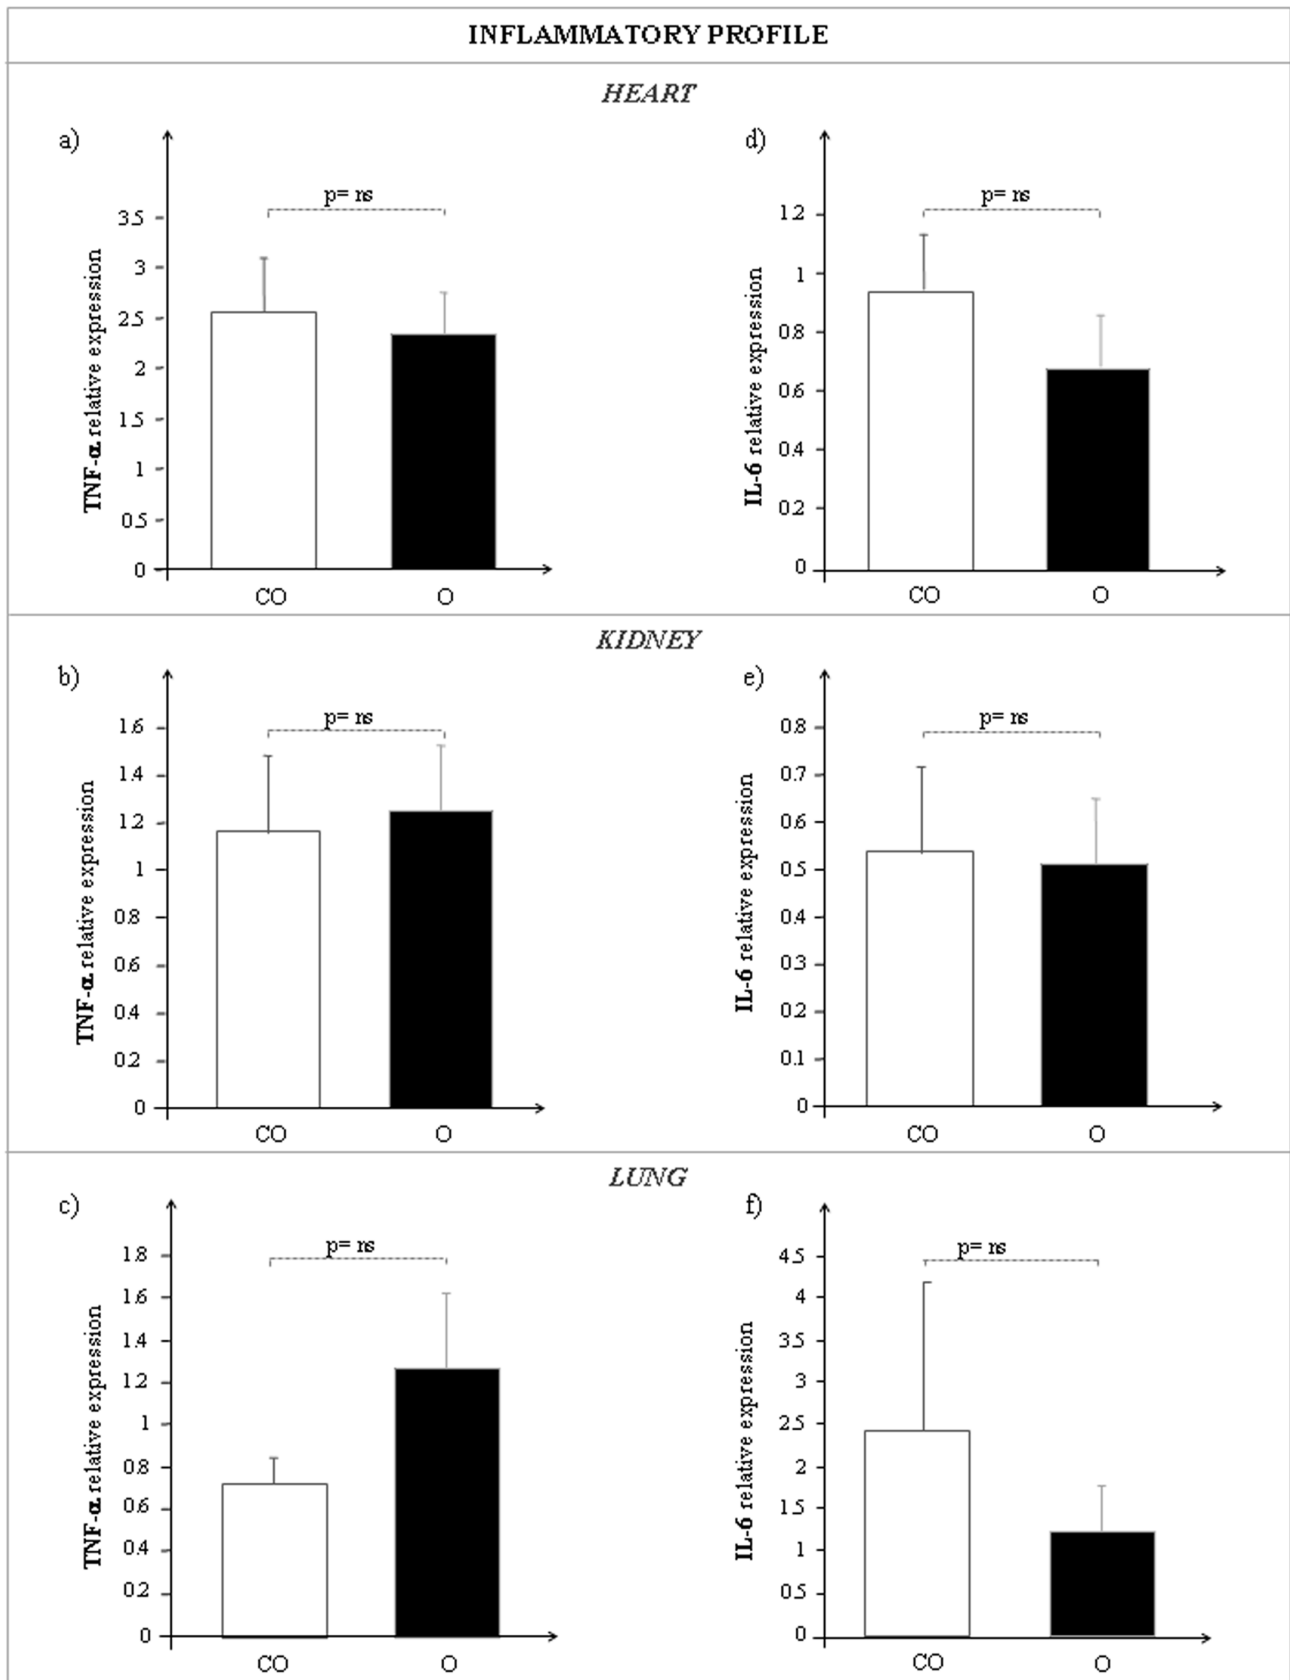 INFLAMMATORY PROFILE
HEART
a)
p= ns
3.5
3
2.5
2
1.5
1
0.5
0
TNF-α relative expression
CO
O
d)
p= ns
1.2
1
0.8
0.6
0.4
0.2
0
IL-6 relative expression
CO
O
KIDNEY
b)
p= ns
1.6
1.4
1.2
1
0.8
0.6
0.4
0.2
0
TNF-α relative expression
CO
O
e)
p= ns
0.8
0.7
0.6
0.5
0.4
0.3
0.2
0.1
0
IL-6 relative expression
CO
O
LUNG
c)
p= ns
1.8
1.6
1.4
1.2
1
0.8
0.6
0.4
0.2
0
TNF-α relative expression
CO
O
f)
p= ns
4.5
4
3.5
3
2.5
2
1.5
1
0.5
0
IL-6 relative expression
CO
O